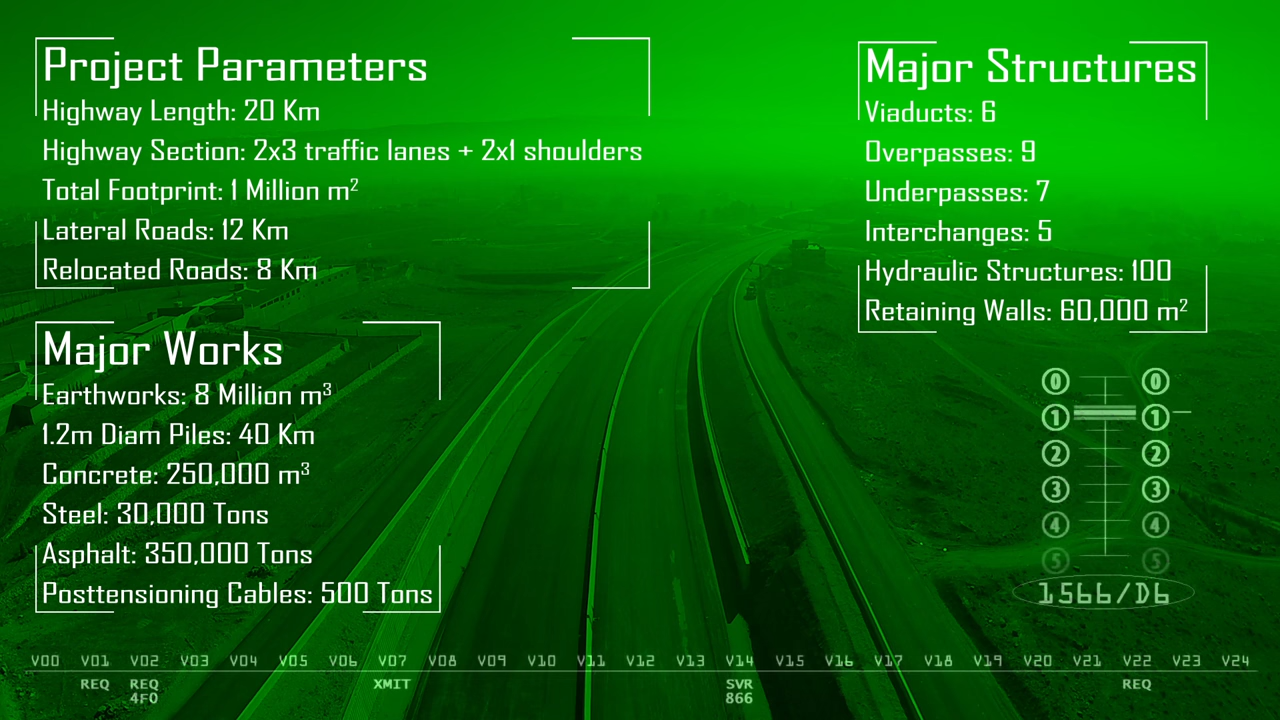 Project Parameters
Highway Length: 20 Km
Highway Section: 2x3 traffic lanes + 2x1 shoulders
Total Footprint: 1 Million m²
Lateral Roads: 12 Km
Relocated Roads: 8 Km
Major Works
Earthworks: 8 Million m³
1.2m Diam Piles: 40 Km
Concrete: 250,000 m³
Steel: 30,000 Tons
Asphalt: 350,000 Tons
Posttensioning Cables: 500 Tons
Major Structures
Viaducts: 6
Overpasses: 9
Underpasses: 7
Interchanges: 5
Hydraulic Structures: 100
Retaining Walls: 60,000 m²
0 0
1 1
2 2
3 3
4 4
5 5
1566/D6
V00 V01 V02 V03 V04 V05 V06 V07 V08 V09 V10 V11 V12 V13 V14 V15 V16 V17 V18 V19 V20 V21 V22 V23 V24
REQ REQ XMIT SVR REQ
4FQ 866